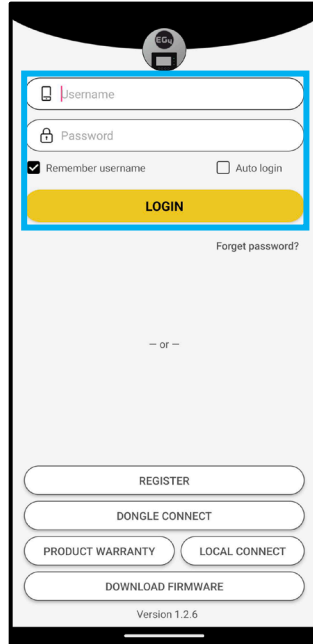 EG4
Username
Password
Remember username Auto login
LOGIN
Forget password?
— or —
REGISTER
DONGLE CONNECT
PRODUCT WARRANTY LOCAL CONNECT
DOWNLOAD FIRMWARE
Version 1.2.6